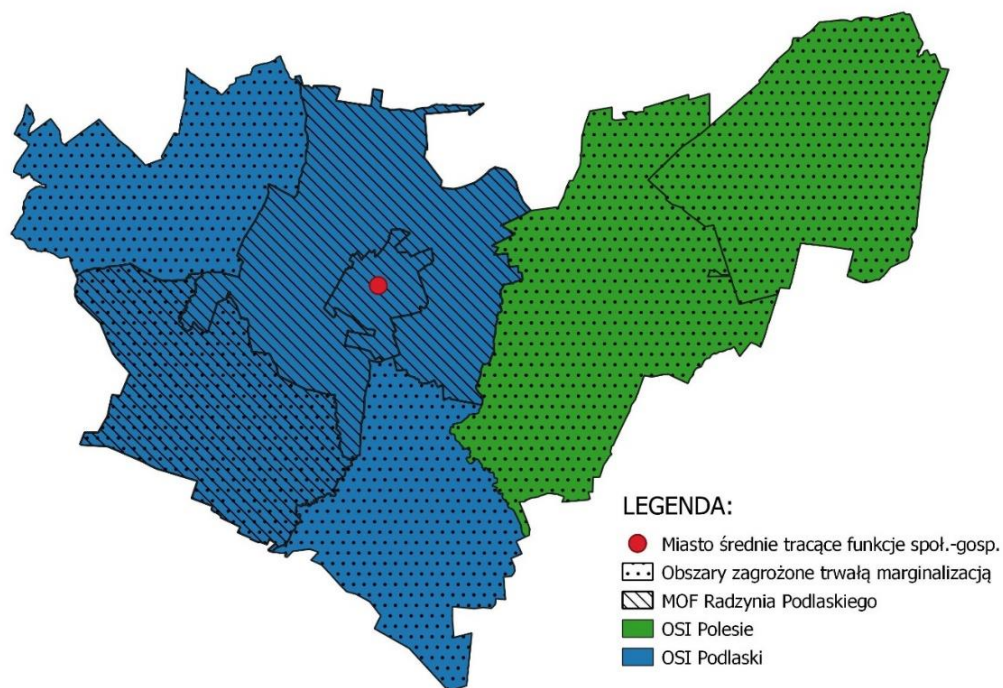 LEGENDA:
Miasto średnie tracące funkcje społ.-gosp.
Obszary zagrożone trwałą marginalizacją
MOF Radzynia Podlaskiego
OSI Polesie
OSI Podlaski